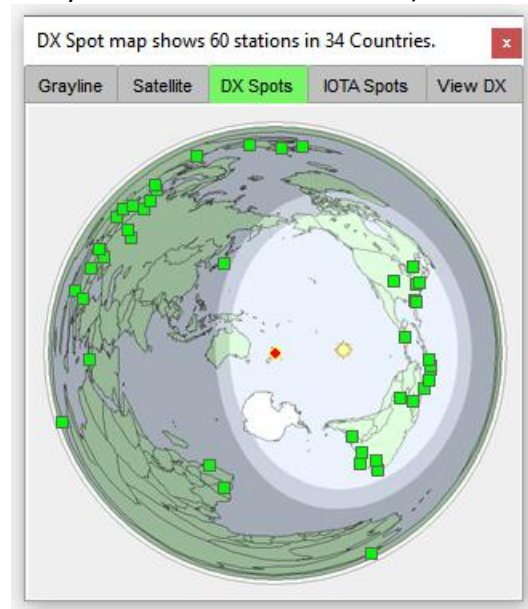 DX Spot map shows 60 stations in 34 Countries.
x
Grayline Satellite DX Spots IOTA Spots View DX